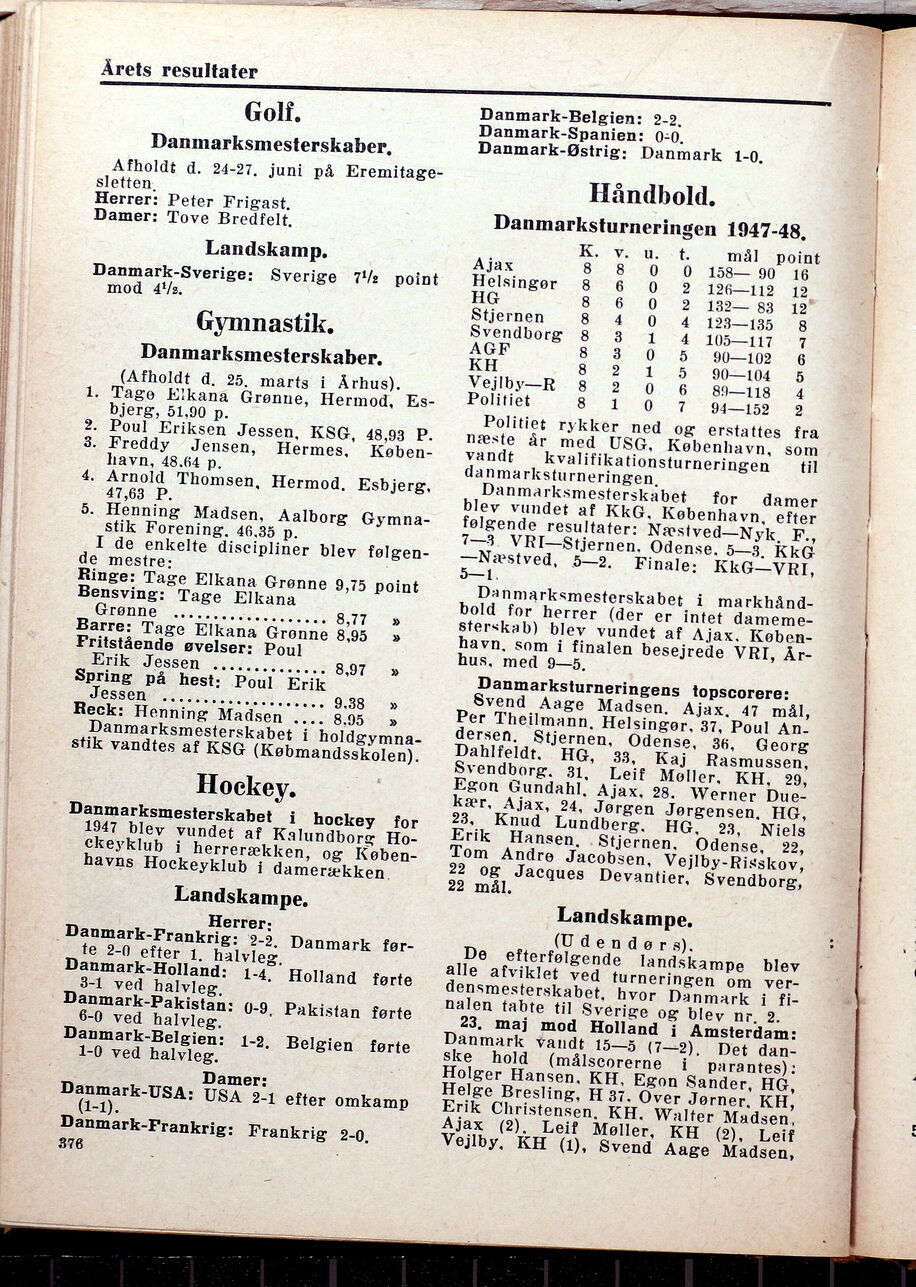 Årets resultater
Golf.
Danmarksmesterskaber.
Afholdt d. 24-27. juni på Eremitage-
sletten.
Herrer: Peter Frigast.
Damer: Tove Bredfelt.
Landskamp.
Danmark-Sverige: Sverige 7½ point
mod 4½.
Gymnastik.
Danmarksmesterskaber.
(Afholdt d. 25. marts i Århus).
1. Tage Elkana Grønne, Hermod, Es-
bjerg, 51,90 p.
2. Poul Eriksen Jessen, KSG, 48,93 P.
3. Freddy Jensen, Hermes, Køben-
havn, 48.64 p.
4. Arnold Thomsen, Hermod. Esbjerg,
47,63 P.
5. Henning Madsen, Aalborg Gymna-
stik Forening. 46.35 p.
I de enkelte discipliner blev følgen-
de mestre:
Ringe: Tage Elkana Grønne 9,75 point
Bensving: Tage Elkana
Grønne .................... 8,77 »
Barre: Tage Elkana Grønne 8,95 »
Fritstående øvelser: Poul
Erik Jessen ............... 8,97 »
Spring på hest: Poul Erik
Jessen ..................... 9.38 »
Reck: Henning Madsen .... 8.95 »
Danmarksmesterskabet i holdgymna-
stik vandtes af KSG (Købmandsskolen).
Hockey.
Danmarksmesterskabet i hockey for
1947 blev vundet af Kalundborg Ho-
ckeyklub i herrerækken, og Køben-
havns Hockeyklub i damerækken.
Landskampe.
Herrer:
Danmark-Frankrig: 2-2. Danmark før-
te 2-0 efter 1. halvleg.
Danmark-Holland: 1-4. Holland førte
3-1 ved halvleg.
Danmark-Pakistan: 0-9. Pakistan førte
6-0 ved halvleg.
Danmark-Belgien: 1-2. Belgien førte
1-0 ved halvleg.
Damer:
Danmark-USA: USA 2-1 efter omkamp
(1-1).
Danmark-Frankrig: Frankrig 2-0.
376
Danmark-Belgien: 2-2.
Danmark-Spanien: 0-0.
Danmark-Østrig: Danmark 1-0.
Håndbold.
Danmarksturneringen 1947-48.
K. v. u. t. mål point
Ajax 8 8 0 0 158— 90 16
Helsingør 8 6 0 2 126—112 12
HG 8 6 0 2 132— 83 12
Stjernen 8 4 0 4 123—135 8
Svendborg 8 3 1 4 105—117 7
AGF 8 3 0 5 90—102 6
KH 8 2 1 5 90—104 5
Vejlby—R 8 2 0 6 89—118 4
Politiet 8 1 0 7 94—152 2
Politiet rykker ned og erstattes fra
næste år med USG, København, som
vandt kvalifikationsturneringen til
danmarksturneringen.
Danmarksmesterskabet for damer
blev vundet af KkG, København, efter
følgende resultater: Næstved—Nyk. F.,
7—3. VRI—Stjernen, Odense, 5—3. KkG
—Næstved, 5—2. Finale: KkG—VRI,
5—1.
Danmarksmesterskabet i markhånd-
bold for herrer (der er intet dameme-
sterskab) blev vundet af Ajax, Køben-
havn, som i finalen besejrede VRI, År-
hus, med 9—5.
Danmarksturneringens topscorere:
Svend Aage Madsen, Ajax, 47 mål,
Per Theilmann, Helsingør, 37, Poul An-
dersen, Stjernen, Odense, 36, Georg
Dahlfeldt, HG, 33, Kaj Rasmussen,
Svendborg. 31, Leif Møller, KH, 29,
Egon Gundahl, Ajax, 28. Werner Due-
kær, Ajax, 24, Jørgen Jørgensen, HG,
23, Knud Lundberg, HG, 23, Niels
Erik Hansen, Stjernen, Odense, 22,
Tom Andre Jacobsen, Vejlby-Risskov,
22 og Jacques Devantier, Svendborg,
22 mål.
Landskampe.
(Udendørs).
De efterfølgende landskampe blev
alle afviklet ved turneringen om ver-
densmesterskabet, hvor Danmark i fi-
nalen tabte til Sverige og blev nr. 2.
23. maj mod Holland i Amsterdam:
Danmark vandt 15—5 (7—2). Det dan-
ske hold (målscorerne i parantes):
Holger Hansen, KH, Egon Sander, HG,
Helge Bresling, H 37. Over Jørner, KH,
Erik Christensen, KH, Walter Madsen,
Ajax (2). Leif Møller, KH (2), Leif
Vejlby, KH (1), Svend Aage Madsen,